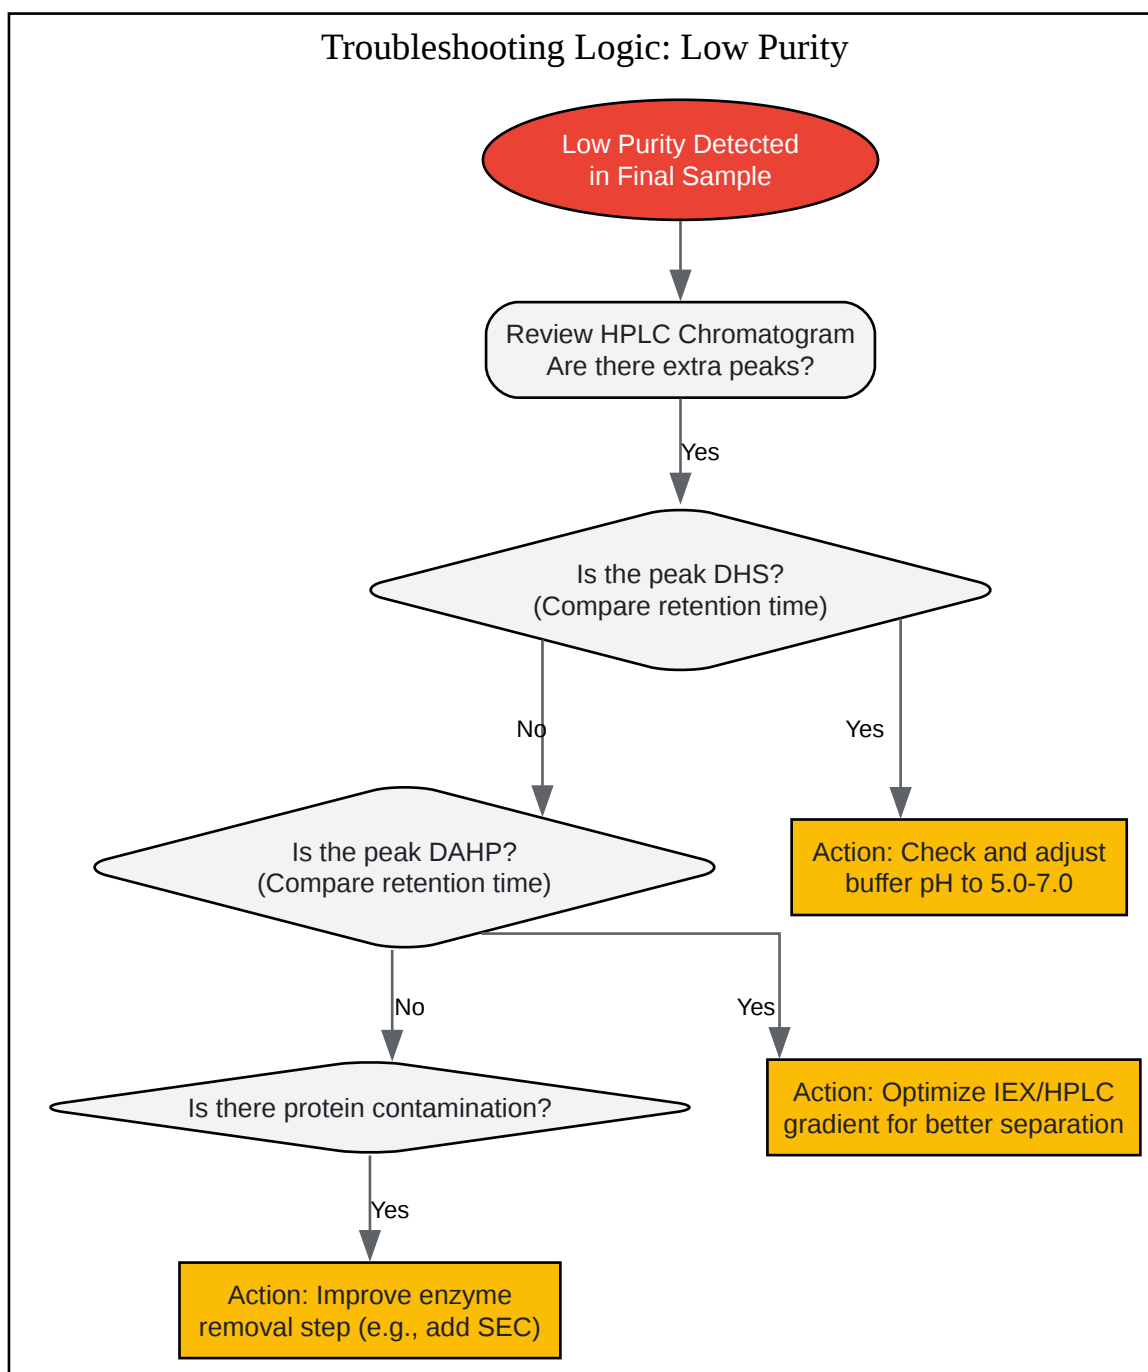 Troubleshooting Logic: Low Purity
Low Purity Detected
in Final Sample
Review HPLC Chromatogram
Are there extra peaks?
Yes
Is the peak DHS?
(Compare retention time)
No
Yes
Is the peak DAHP?
(Compare retention time)
Action: Check and adjust
buffer pH to 5.0-7.0
No
Yes
Is there protein contamination?
Action: Optimize IEX/HPLC
gradient for better separation
Yes
Action: Improve enzyme
removal step (e.g., add SEC)